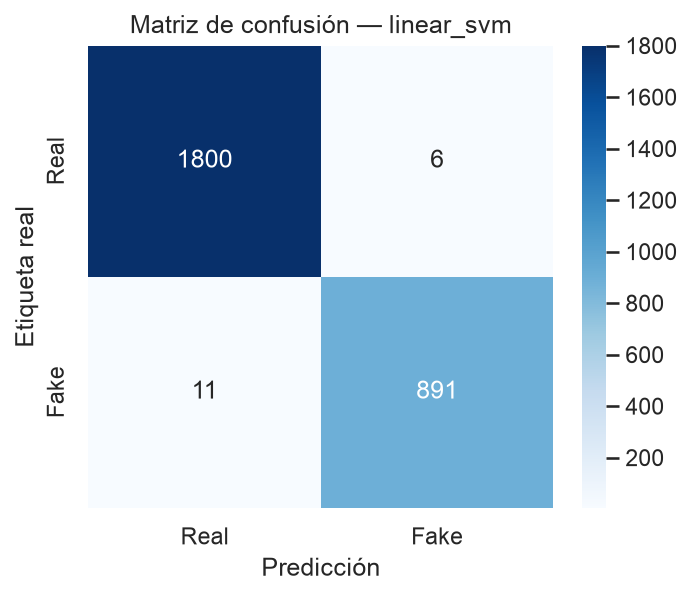 Matriz de confusión — linear_svm
1800
1800
6
Real
1600
1400
1200
1000
Etiqueta real
800
11
891
Fake
600
400
200
Real
Fake
Predicción